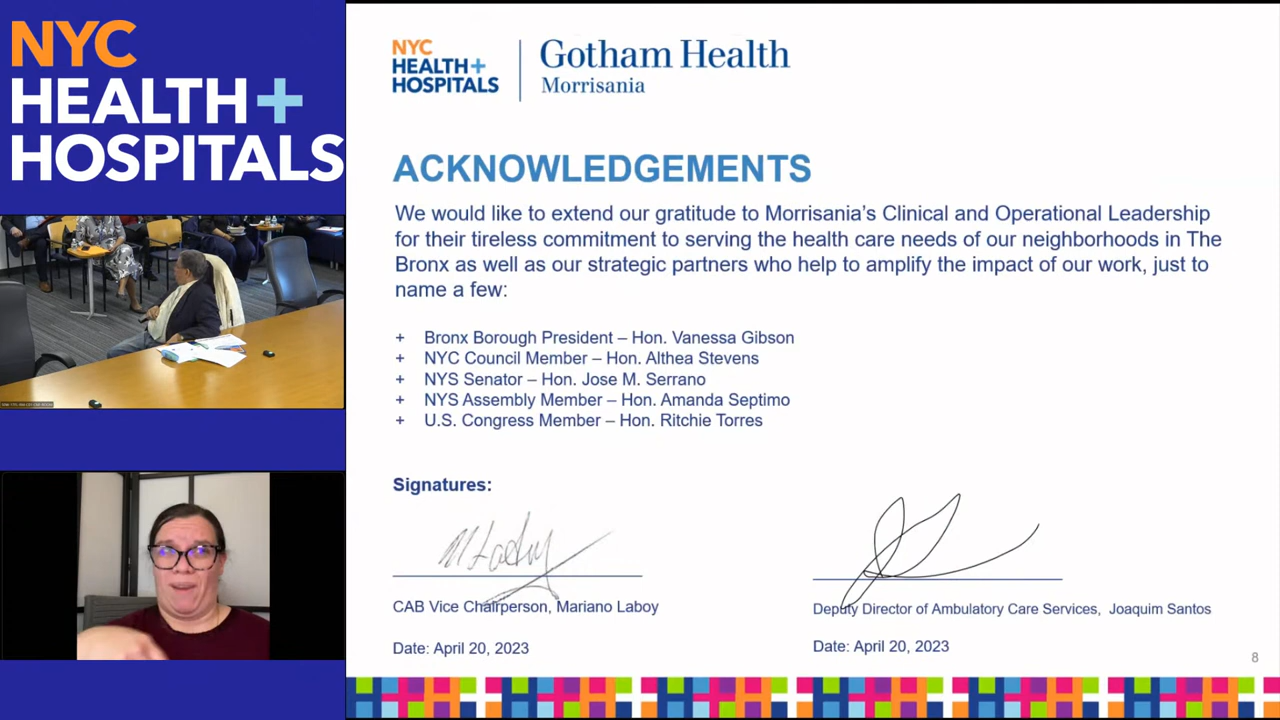 NYC
HEALTH+
HOSPITALS
NYC
HEALTH+
HOSPITALS
Gotham Health
Morrisania
ACKNOWLEDGEMENTS
We would like to extend our gratitude to Morrisania's Clinical and Operational Leadership
for their tireless commitment to serving the health care needs of our neighborhoods in The
Bronx as well as our strategic partners who help to amplify the impact of our work, just to
name a few:
+ Bronx Borough President – Hon. Vanessa Gibson
+ NYC Council Member – Hon. Althea Stevens
+ NYS Senator – Hon. Jose M. Serrano
+ NYS Assembly Member – Hon. Amanda Septimo
+ U.S. Congress Member – Hon. Ritchie Torres
Signatures:
CAB Vice Chairperson, Mariano Laboy
Deputy Director of Ambulatory Care Services, Joaquim Santos
Date: April 20, 2023
Date: April 20, 2023
8